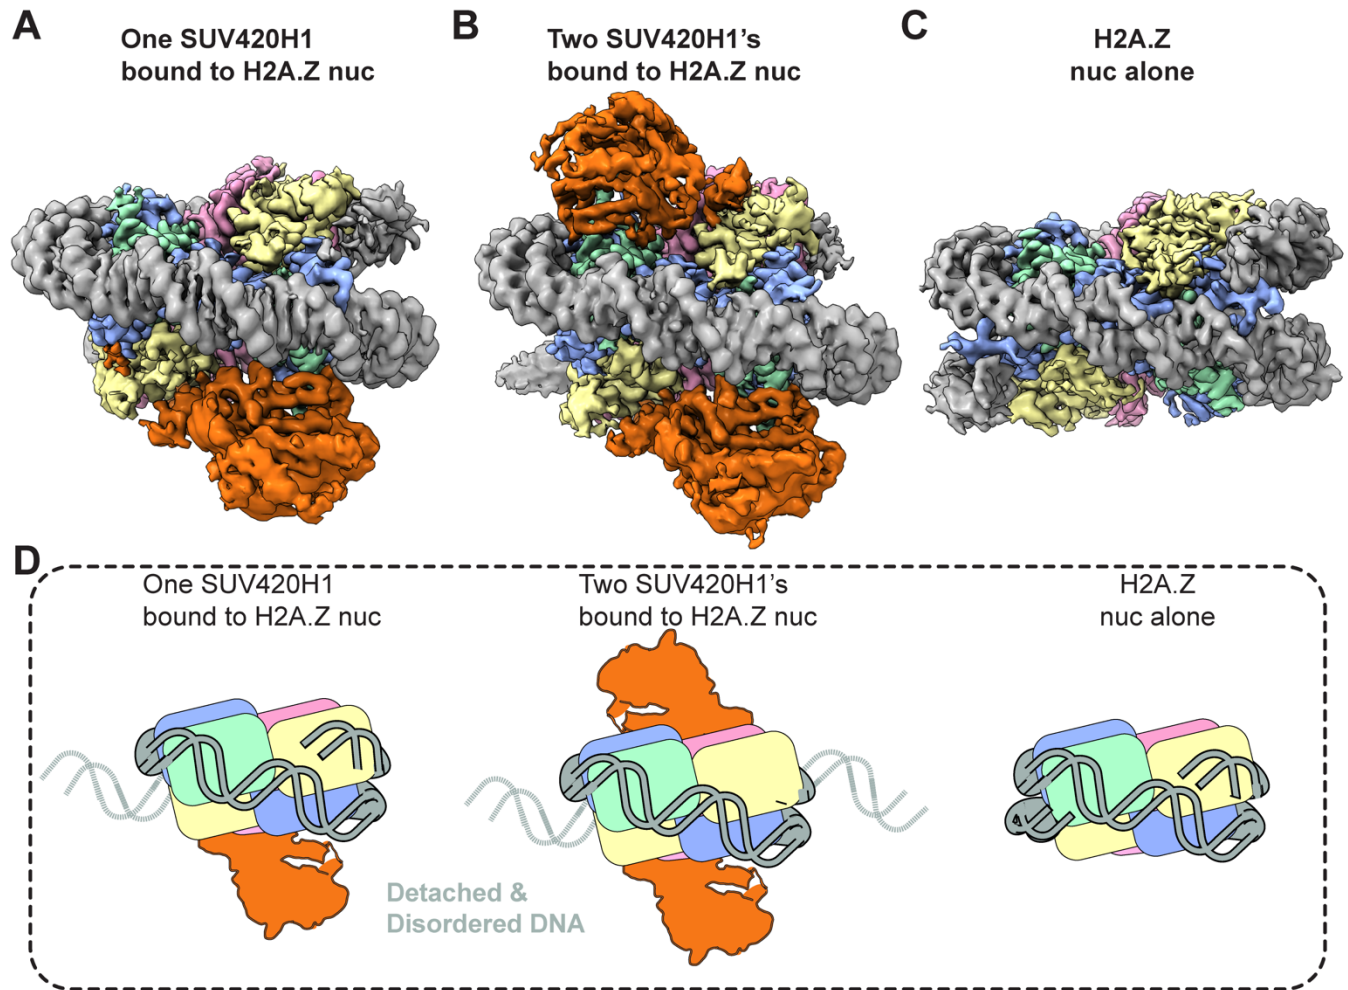 A
One SUV420H1
bound to H2A.Z nuc
B
Two SUV420H1's
bound to H2A.Z nuc
C
H2A.Z
nuc alone
D
One SUV420H1
bound to H2A.Z nuc
Two SUV420H1's
bound to H2A.Z nuc
H2A.Z
nuc alone
Detached &
Disordered DNA